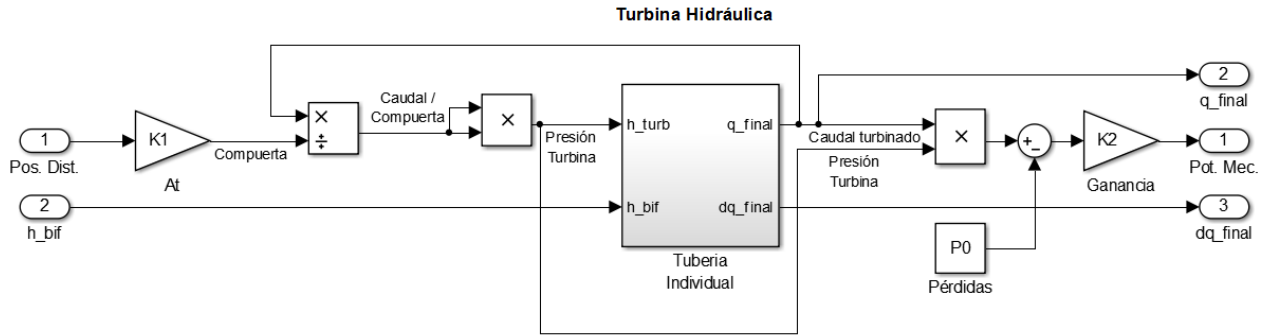 Turbina Hidráulica
1
Pos. Dist.
K1
At
Compuerta
×
÷
Caudal /
Compuerta
×
Presión
Turbina
2
h_bif
h_turb
q_final
h_bif
dq_final
Tuberia
Individual
Caudal turbinado
Presión
Turbina
×
+
−
P0
Pérdidas
K2
Ganancia
2
q_final
1
Pot. Mec.
3
dq_final